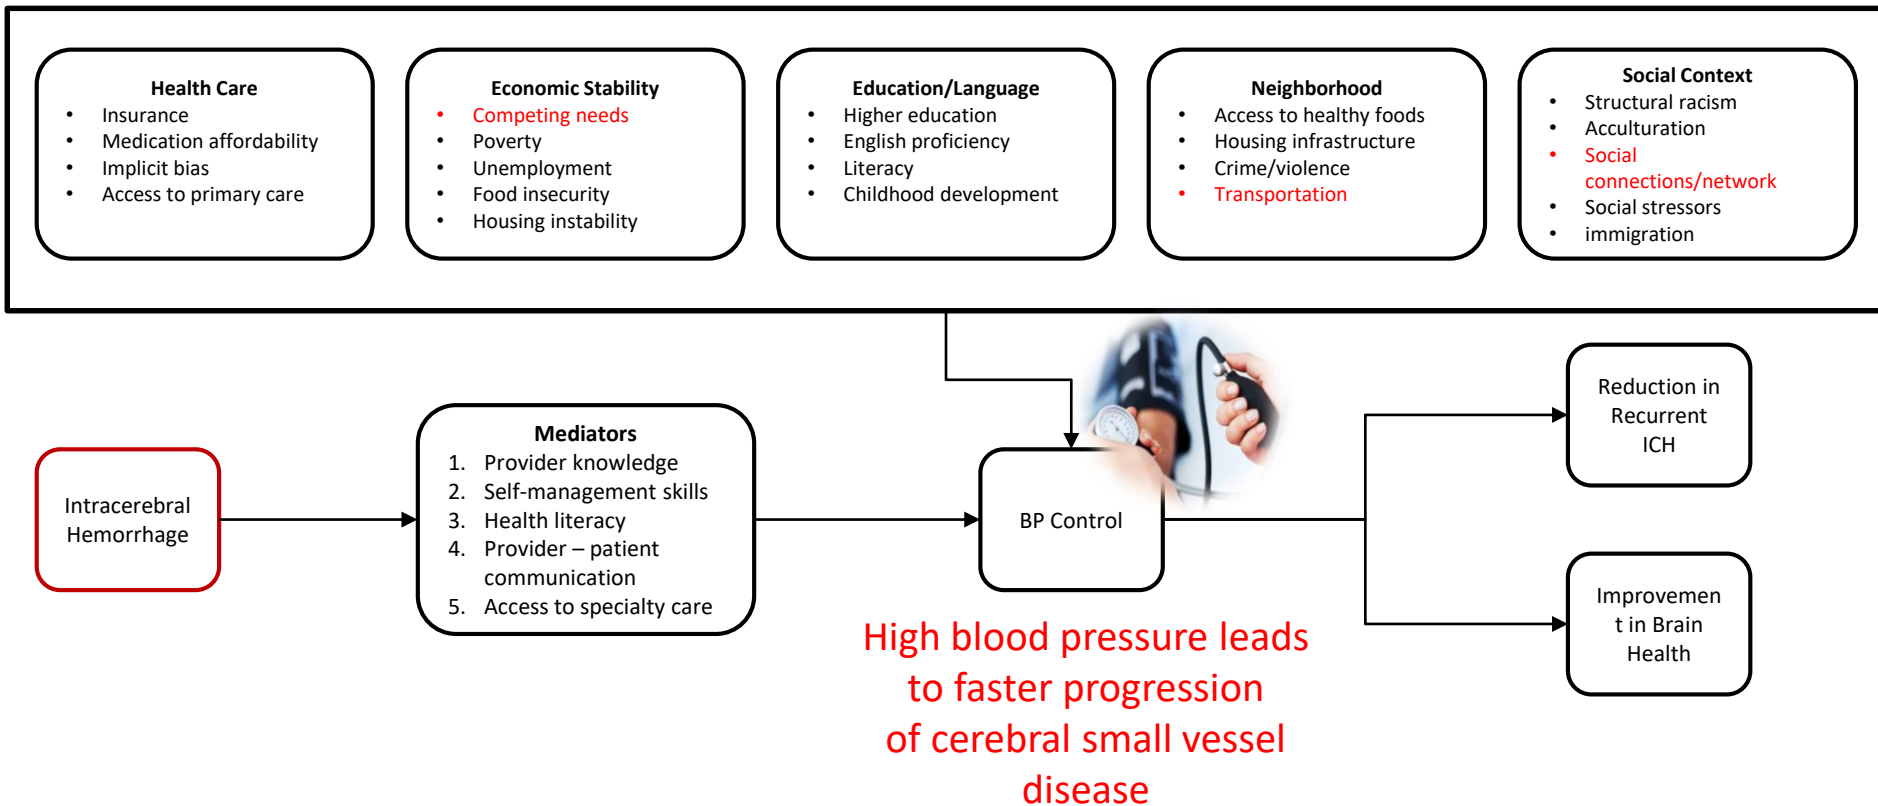 Health Care
• Insurance
• Medication affordability
• Implicit bias
• Access to primary care
Economic Stability
• Competing needs
• Poverty
• Unemployment
• Food insecurity
• Housing instability
Education/Language
• Higher education
• English proficiency
• Literacy
• Childhood development
Neighborhood
• Access to healthy foods
• Housing infrastructure
• Crime/violence
• Transportation
Social Context
• Structural racism
• Acculturation
• Social
connections/network
• Social stressors
• immigration
Intracerebral
Hemorrhage
Mediators
1. Provider knowledge
2. Self-management skills
3. Health literacy
4. Provider – patient
communication
5. Access to specialty care
BP Control
High blood pressure leads
to faster progression
of cerebral small vessel
disease
Reduction in
Recurrent
ICH
Improvemen
t in Brain
Health